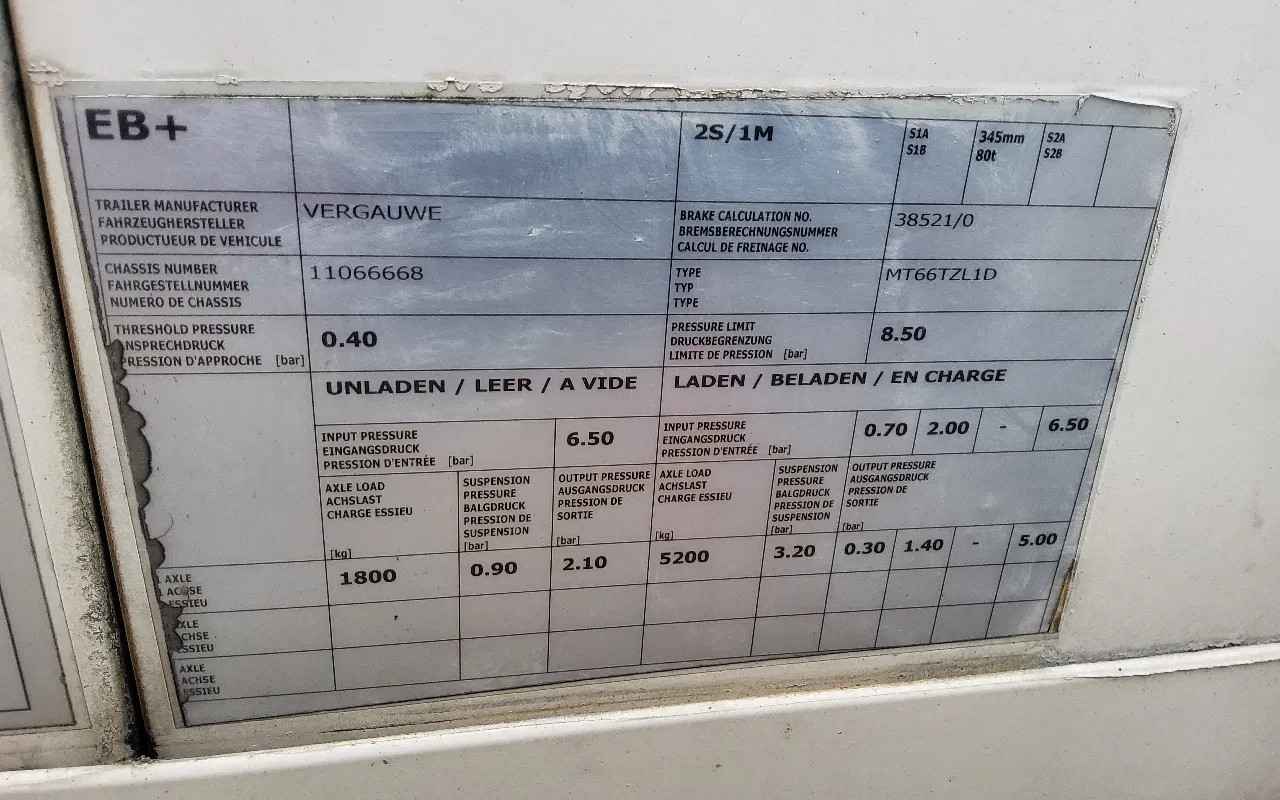 EB+ 2S/1M S1A 345mm S2A
S1B 80t S2B
TRAILER MANUFACTURER VERGAUWE BRAKE CALCULATION NO. 38521/0
FAHRZEUGHERSTELLER BREMSBERECHNUNGSNUMMER
PRODUCTUEUR DE VEHICULE CALCUL DE FREINAGE NO.
CHASSIS NUMBER 11066668 TYPE MT66TZL1D
FAHRGESTELLNUMMER TYP
NUMERO DE CHASSIS TYPE
THRESHOLD PRESSURE 0.40 PRESSURE LIMIT 8.50
NSPRECHDRUCK DRUCKBEGRENZUNG
PRESSION D'APPROCHE [bar] LIMITE DE PRESSION [bar]
UNLADEN / LEER / A VIDE LADEN / BELADEN / EN CHARGE
INPUT PRESSURE 6.50 INPUT PRESSURE 0.70 2.00 - 6.50
EINGANGSDRUCK EINGANGSDRUCK
PRESSION D'ENTRÉE [bar] PRESSION D'ENTRÉE [bar]
AXLE LOAD SUSPENSION OUTPUT PRESSURE AXLE LOAD SUSPENSION OUTPUT PRESSURE
ACHSLAST PRESSURE AUSGANGSDRUCK ACHSLAST PRESSURE AUSGANGSDRUCK
CHARGE ESSIEU BALGDRUCK PRESSION DE CHARGE ESSIEU BALGDRUCK PRESSION DE
PRESSION DE SORTIE PRESSION DE SORTIE
SUSPENSION SUSPENSION
[kg] [bar] [bar] [kg] [bar] [bar]
AXLE 1800 0.90 2.10 5200 3.20 0.30 1.40 - 5.00
ACHSE
ESSIEU
XLE
CHSE
SSIEU
AXLE
ACHSE
ESSIEU